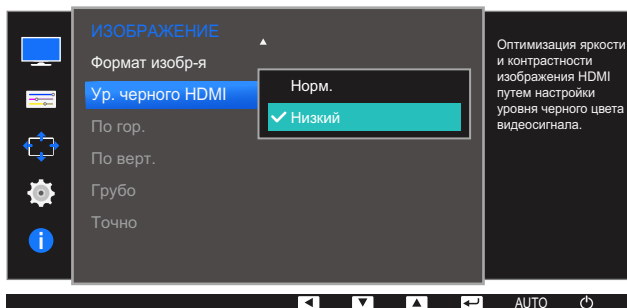 ИЗОБРАЖЕНИЕ
Формат изобр-я
Ур. черного HDMI
По гор.
По верт.
Грубо
Точно
Норм.
Низкий
Оптимизация яркости
и контрастности
изображения HDMI
путем настройки
уровня черного цвета
видеосигнала.
AUTO